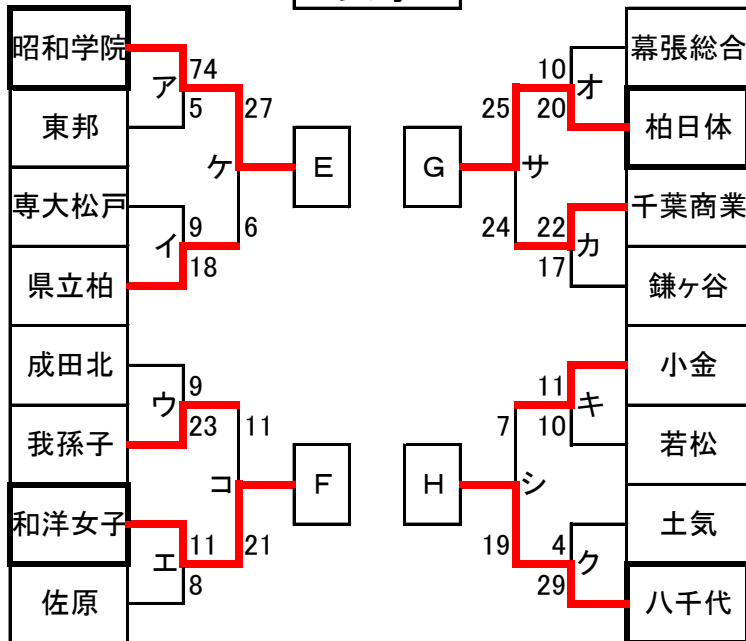 昭和学院
東邦
専大松戸
県立柏
成田北
我孫子
和洋女子
佐原
ア
74
5
イ
9
18
ウ
9
23
エ
11
8
ケ
27
6
コ
11
21
E
F
G
H
サ
25
24
シ
7
19
オ
10
20
カ
22
17
キ
11
10
ク
4
29
幕張総合
柏日体
千葉商業
鎌ヶ谷
小金
若松
土気
八千代